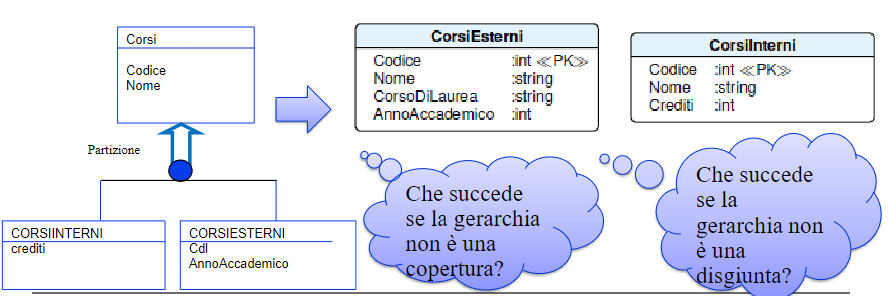 Corsi
Codice
Nome
Partizione
CORSIINTERNI
crediti
CORSIESTERNI
Cdl
AnnoAccademico
CorsiEsterni
Codice :int ≪PK≫
Nome :string
CorsoDiLaurea :string
AnnoAccademico :int
CorsiInterni
Codice :int ≪PK≫
Nome :string
Crediti :int
Che succede
se la gerarchia
non è una
copertura?
Che succede
se la
gerarchia non
è una
disgiunta?